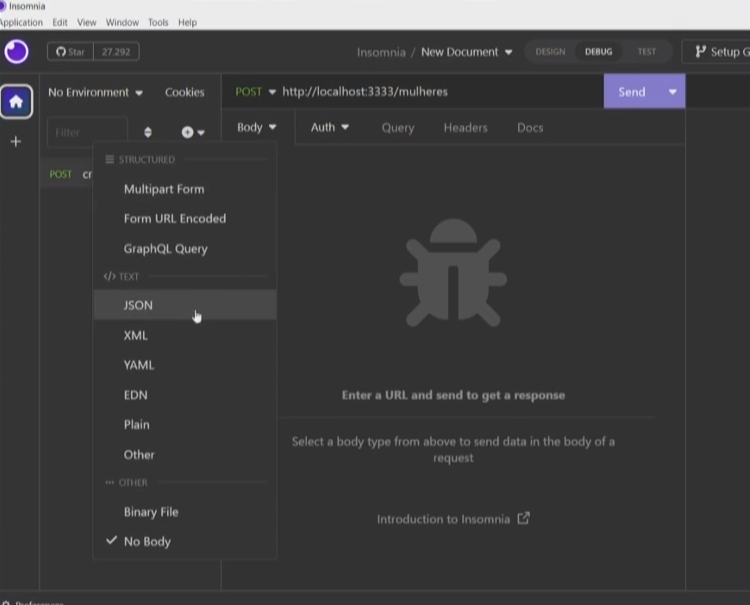 Insomnia
Application Edit View Window Tools Help
Star 27.292
Insomnia / New Document
DESIGN DEBUG TEST
Setup G
No Environment
Cookies
POST http://localhost:3333/mulheres
Send
Filter
Body
Auth
Query
Headers
Docs
POST cr
STRUCTURED
Multipart Form
Form URL Encoded
GraphQL Query
</> TEXT
JSON
XML
YAML
EDN
Plain
Other
••• OTHER
Binary File
No Body
Enter a URL and send to get a response
Select a body type from above to send data in the body of a
request
Introduction to Insomnia